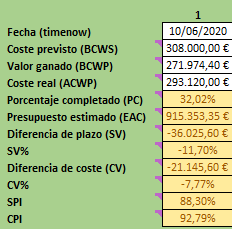 1
Fecha (timenow) 10/06/2020
Coste previsto (BCWS) 308.000,00 €
Valor ganado (BCWP) 271.974,40 €
Coste real (ACWP) 293.120,00 €
Porcentaje completado (PC) 32,02%
Presupuesto estimado (EAC) 915.353,35 €
Diferencia de plazo (SV) -36.025,60 €
SV% -11,70%
Diferencia de coste (CV) -21.145,60 €
CV% -7,77%
SPI 88,30%
CPI 92,79%